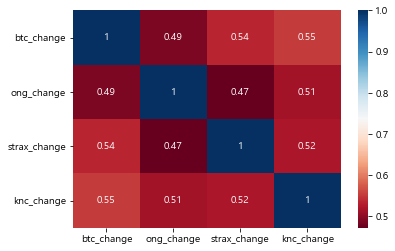 btc_change 1 0.49 0.54 0.55
ong_change 0.49 1 0.47 0.51
strax_change 0.54 0.47 1 0.52
knc_change 0.55 0.51 0.52 1
btc_change ong_change strax_change knc_change
1.0
0.9
0.8
0.7
0.6
0.5